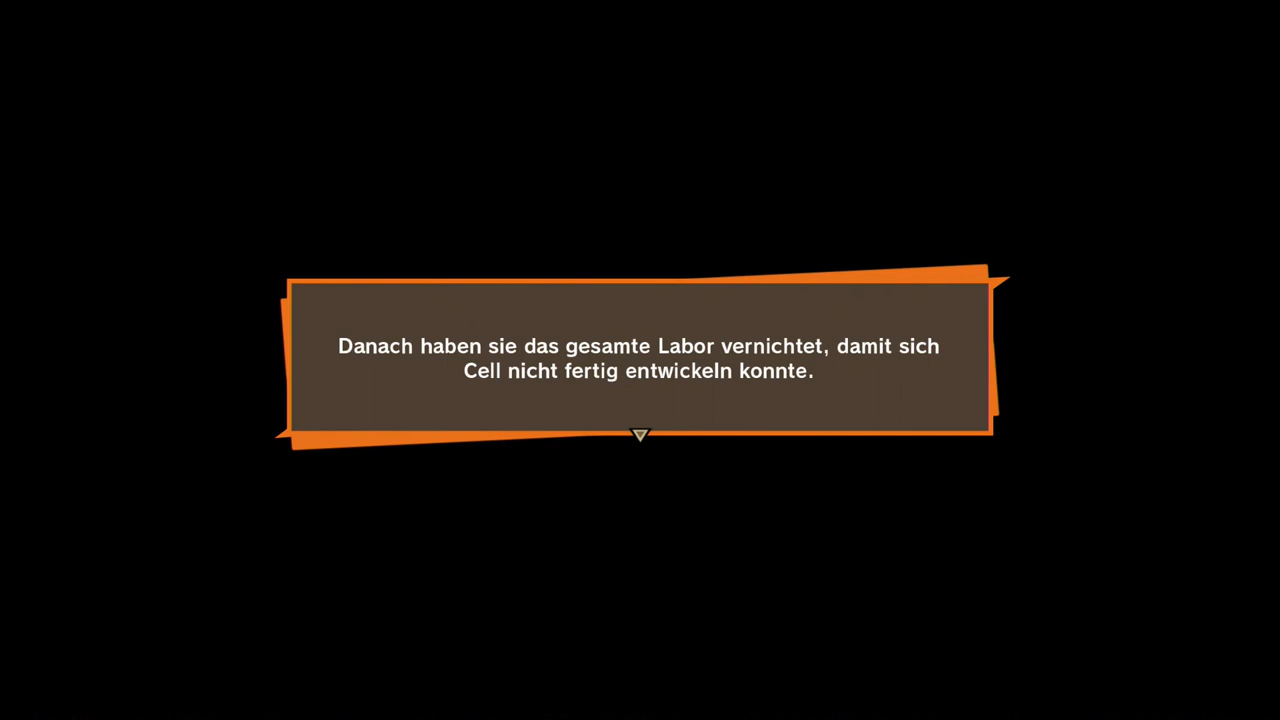 Danach haben sie das gesamte Labor vernichtet, damit sich
Cell nicht fertig entwickeln konnte.